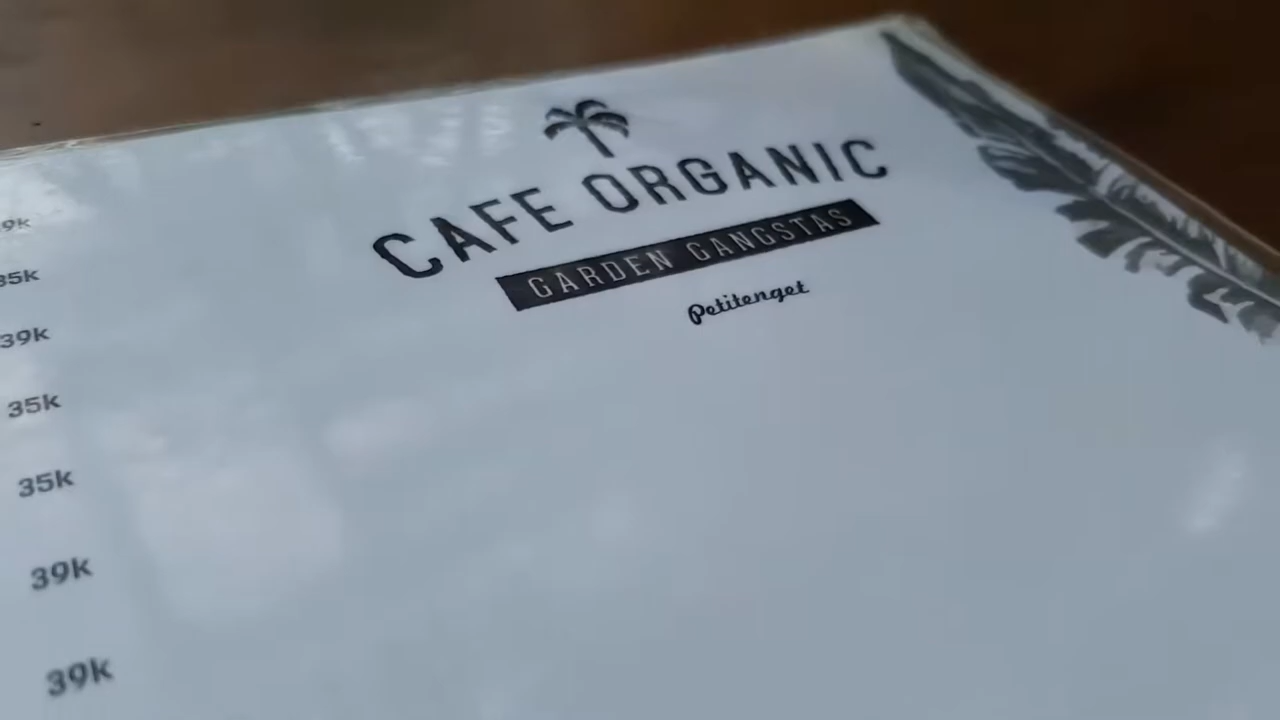 CAFE ORGANIC
GARDEN GANGSTAS
Petitenget
35k
39k
35k
35k
39k
39k